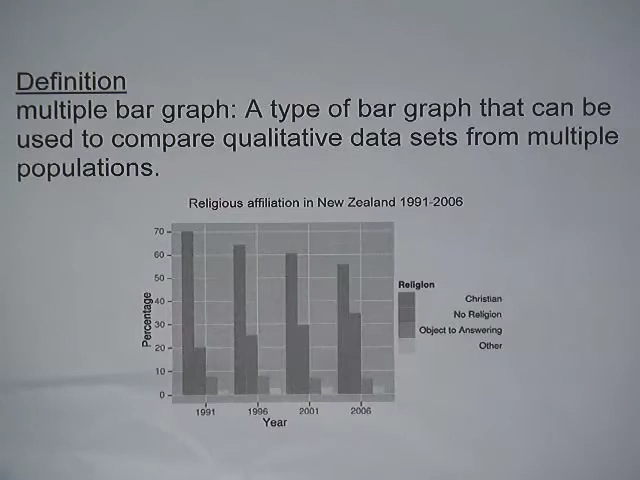 Definition
multiple bar graph: A type of bar graph that can be
used to compare qualitative data sets from multiple
populations.
Religious affiliation in New Zealand 1991-2006
70
60
50
40
30
20
10
0
Percentage
1991 1996 2001 2006
Year
Religion
Christian
No Religion
Object to Answering
Other